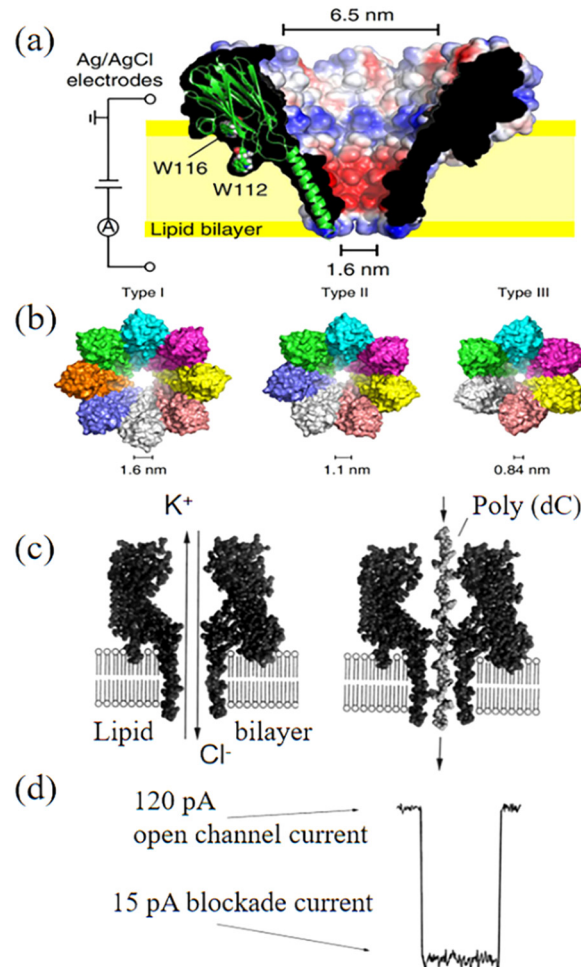 (a)
6.5 nm
Ag/AgCl
electrodes
W116
W112
A
Lipid bilayer
1.6 nm
(b)
Type I
Type II
Type III
1.6 nm
1.1 nm
0.84 nm
(c)
K+
Poly (dC)
Lipid
bilayer
Cl-
(d)
120 pA
open channel current
15 pA blockade current